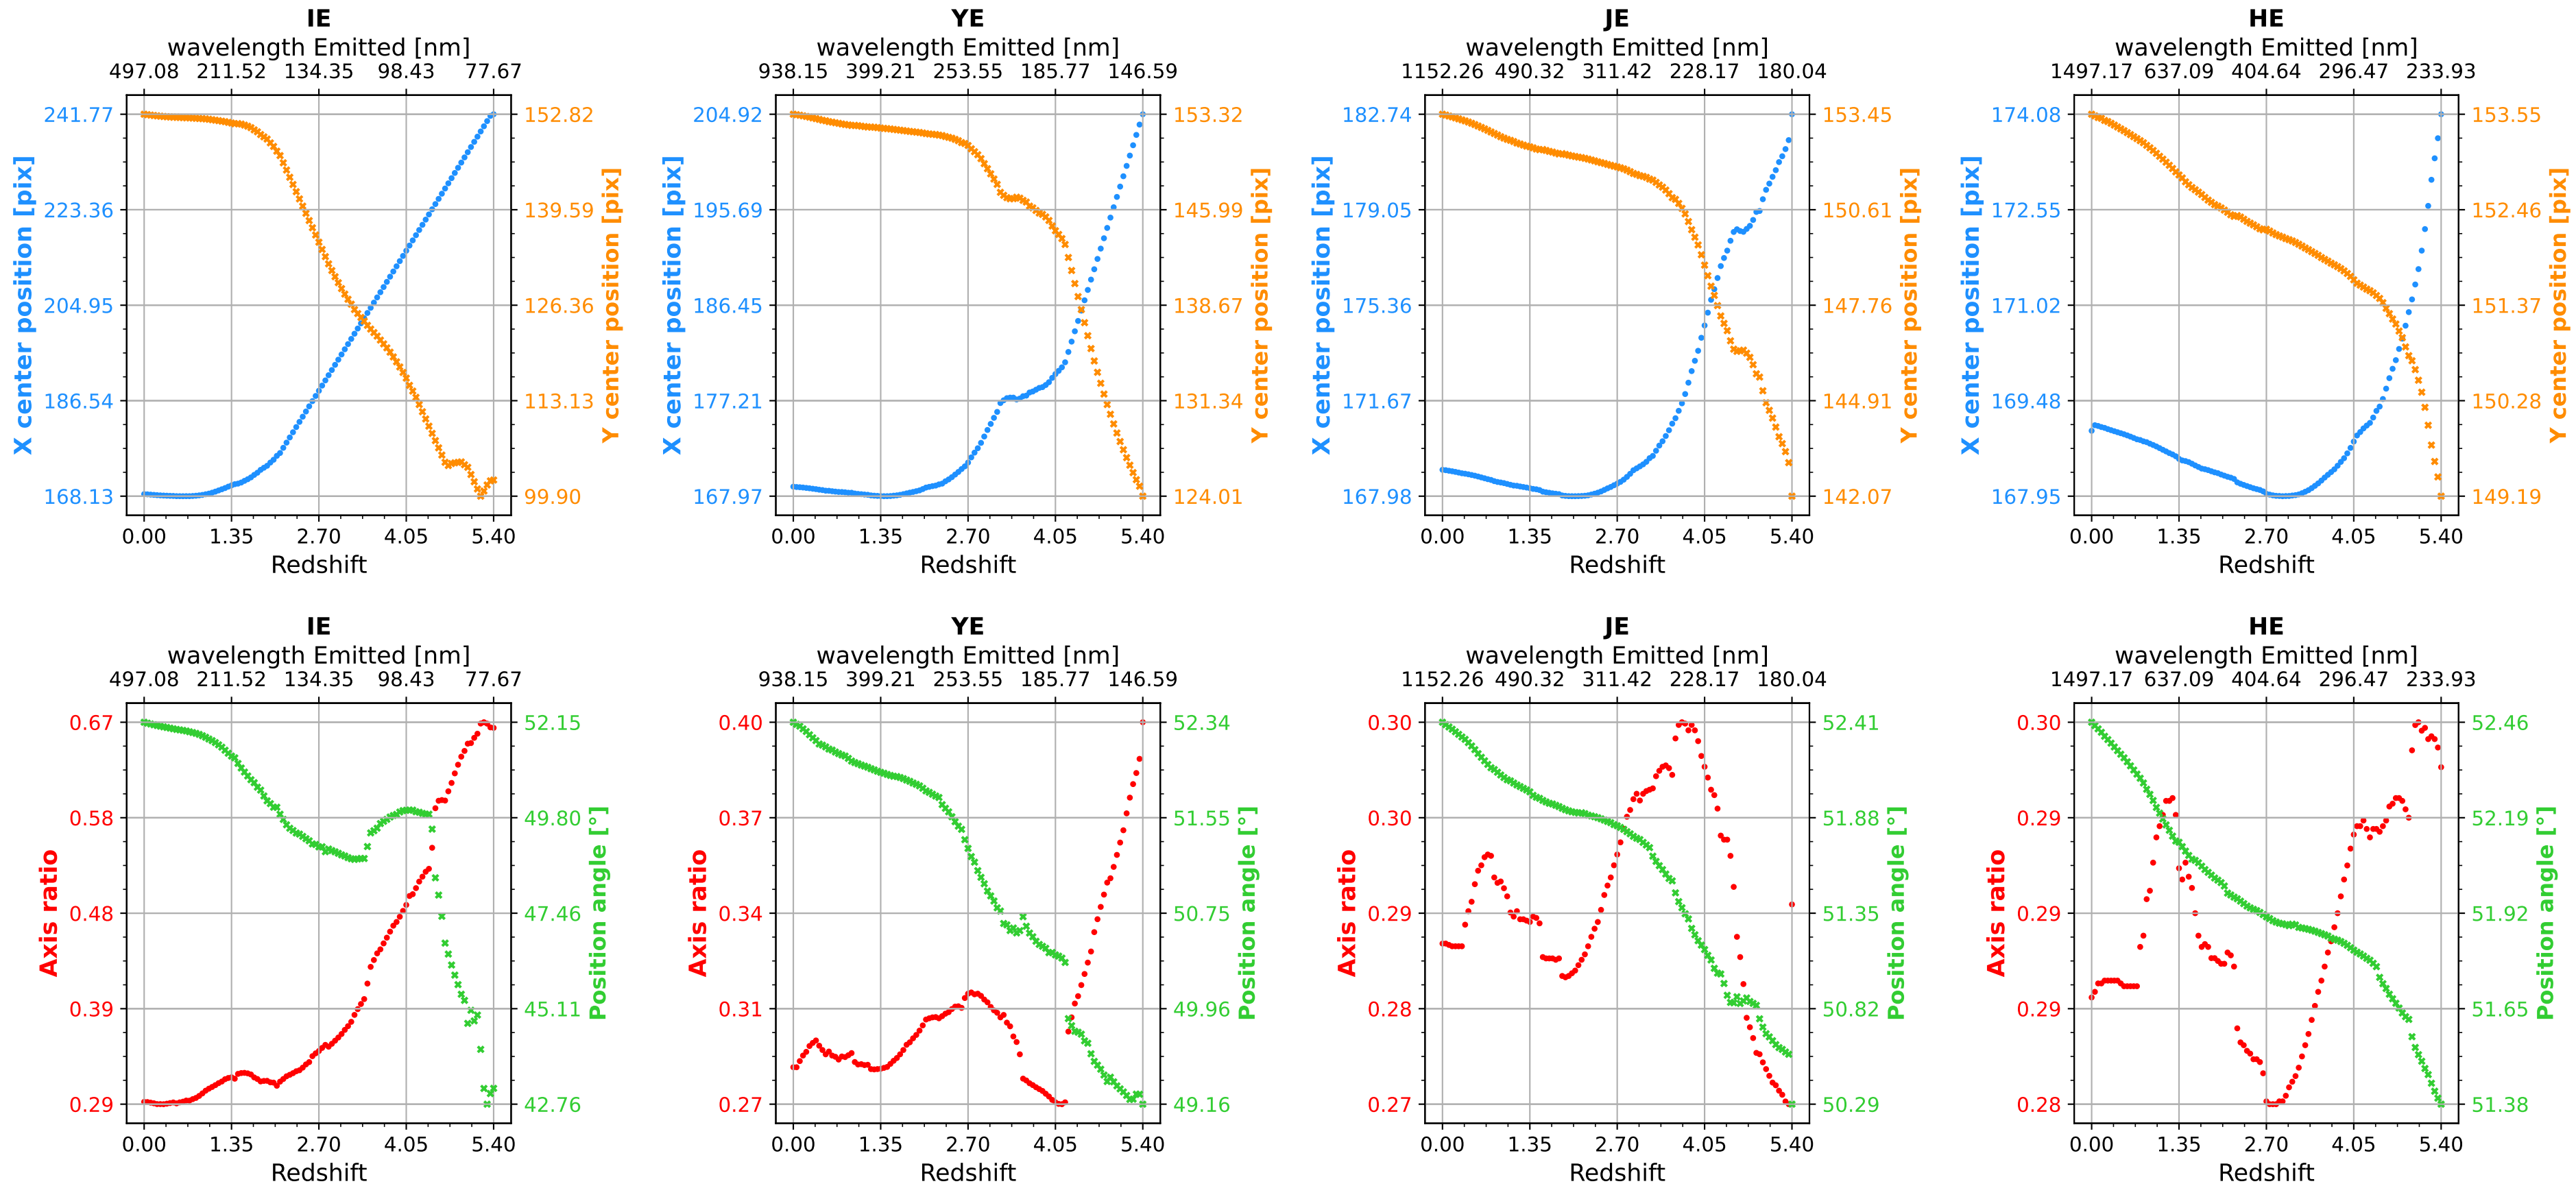 IE YE JE HE
wavelength Emitted [nm] wavelength Emitted [nm] wavelength Emitted [nm] wavelength Emitted [nm]
497.08 211.52 134.35 98.43 77.67 938.15 399.21 253.55 185.77 146.59 1152.26 490.32 311.42 228.17 180.04 1497.17 637.09 404.64 296.47 233.93
241.77 152.82 204.92 153.32 182.74 153.45 174.08 153.55
223.36 139.59 195.69 145.99 179.05 150.61 172.55 152.46
204.95 126.36 186.45 138.67 175.36 147.76 171.02 151.37
186.54 113.13 177.21 131.34 171.67 144.91 169.48 150.28
168.13 99.90 167.97 124.01 167.98 142.07 167.95 149.19
X center position [pix] Y center position [pix] X center position [pix] Y center position [pix] X center position [pix] Y center position [pix] X center position [pix] Y center position [pix]
0.00 1.35 2.70 4.05 5.40 0.00 1.35 2.70 4.05 5.40 0.00 1.35 2.70 4.05 5.40 0.00 1.35 2.70 4.05 5.40
Redshift Redshift Redshift Redshift
IE YE JE HE
wavelength Emitted [nm] wavelength Emitted [nm] wavelength Emitted [nm] wavelength Emitted [nm]
497.08 211.52 134.35 98.43 77.67 938.15 399.21 253.55 185.77 146.59 1152.26 490.32 311.42 228.17 180.04 1497.17 637.09 404.64 296.47 233.93
0.67 52.15 0.40 52.34 0.30 52.41 0.30 52.46
0.58 49.80 0.37 51.55 0.30 51.88 0.29 52.19
0.48 47.46 0.34 50.75 0.29 51.35 0.29 51.92
0.39 45.11 0.31 49.96 0.28 50.82 0.29 51.65
0.29 42.76 0.27 49.16 0.27 50.29 0.28 51.38
Axis ratio Position angle [°] Axis ratio Position angle [°] Axis ratio Position angle [°] Axis ratio Position angle [°]
0.00 1.35 2.70 4.05 5.40 0.00 1.35 2.70 4.05 5.40 0.00 1.35 2.70 4.05 5.40 0.00 1.35 2.70 4.05 5.40
Redshift Redshift Redshift Redshift